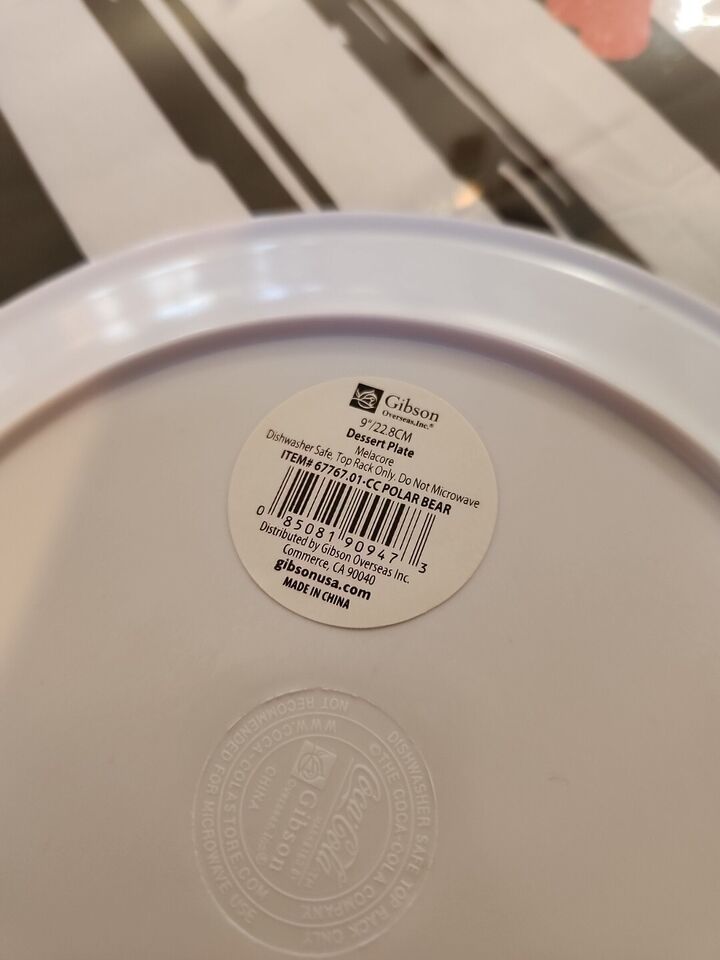 Gibson
Overseas, Inc.®
9"/22.8CM
Dessert Plate
Melacore
Dishwasher Safe, Top Rack Only. Do Not Microwave
ITEM# 67767.01-CC POLAR BEAR
0 85081 90947 3
Distributed by Gibson Overseas Inc.
Commerce, CA 90040
gibsonusa.com
MADE IN CHINA
DISHWASHER SAFE TOP RACK ONLY
NOT RECOMMENDED FOR MICROWAVE USE
©THE COCA-COLA COMPANY.
WWW.COCA-COLASTORE.COM
Coca-Cola
Gibson
OVERSEAS, INC.®
CHINA